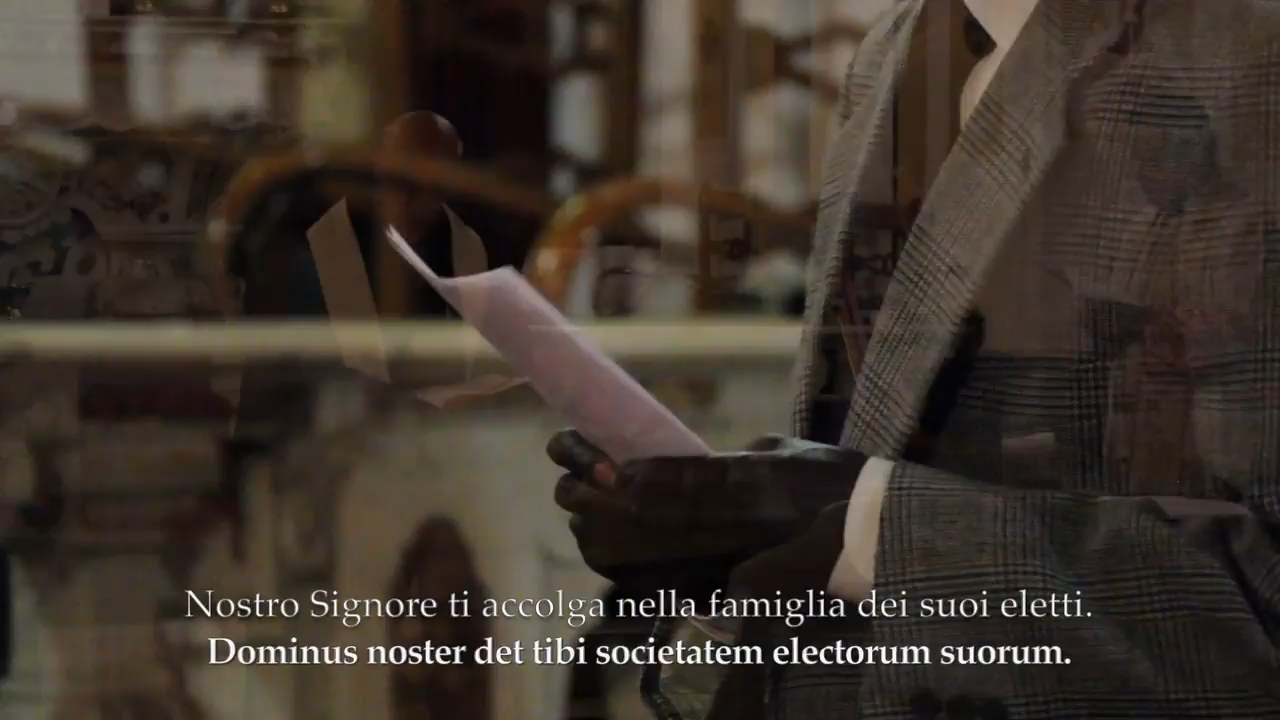 Nostro Signore ti accolga nella famiglia dei suoi eletti.
Dominus noster det tibi societatem electorum suorum.